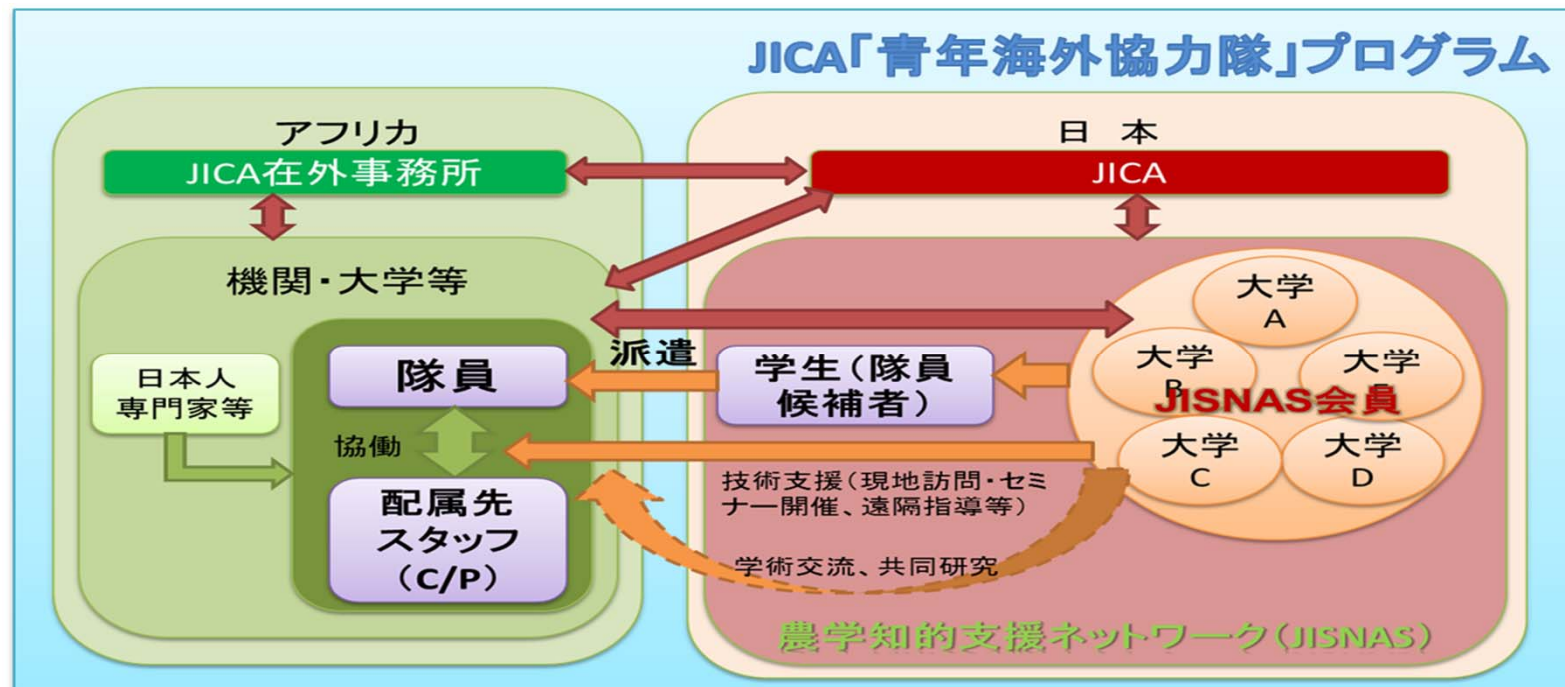 JICA「青年海外協力隊」プログラム
アフリカ
JICA在外事務所
機関・大学等
日本人
専門家等
隊員
協働
配属先
スタッフ
（C/P）
派遣
日 本
JICA
学生（隊員
候補者）
大学
A
大学
B
大学
JISNAS会員
大学
C
大学
D
技術支援（現地訪問・セミ
ナー開催、遠隔指導等）
学術交流、共同研究
農学知的支援ネットワーク（JISNAS）